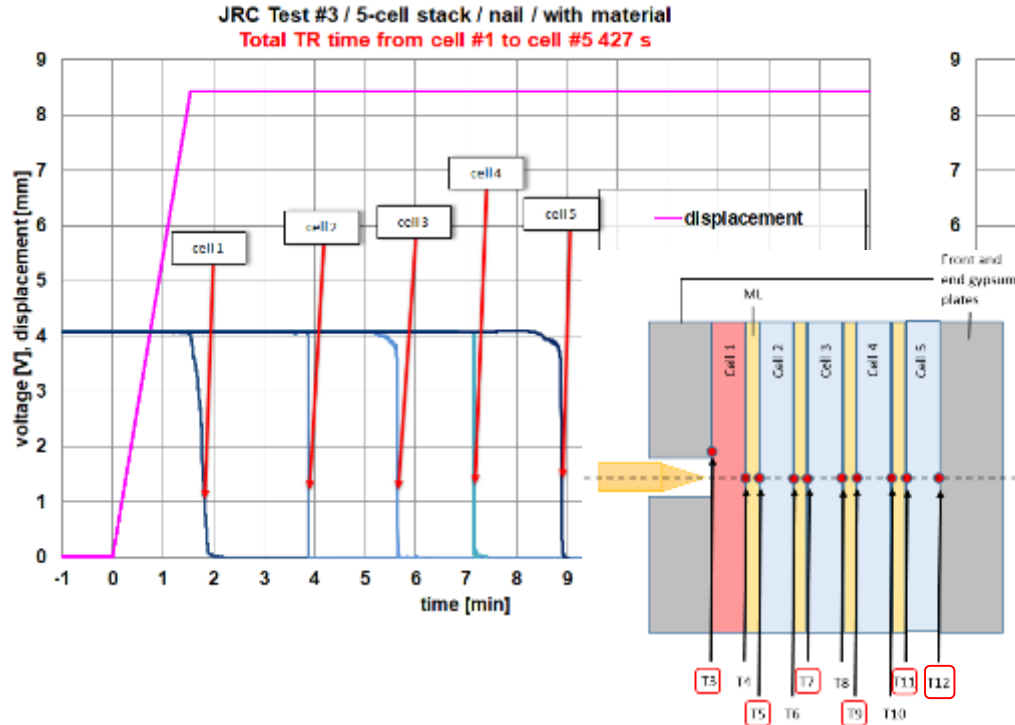 JRC Test #3 / 5-cell stack / nail / with material
Total TR time from cell #1 to cell #5 427 s
9
8
7
6
5
4
3
2
1
0
voltage [V], displacement [mm]
-1 0 1 2 3 4 5 6 7 8 9
time [min]
cell 1
cell 2
cell 3
cell 4
cell 5
displacement
9
8
7
6
Front and
end gypsum
plates
ML
Cell 1
Cell 2
Cell 3
Cell 4
Cell 5
T3 T4 T7 T8 T11 T12
T5 T6 T9 T10